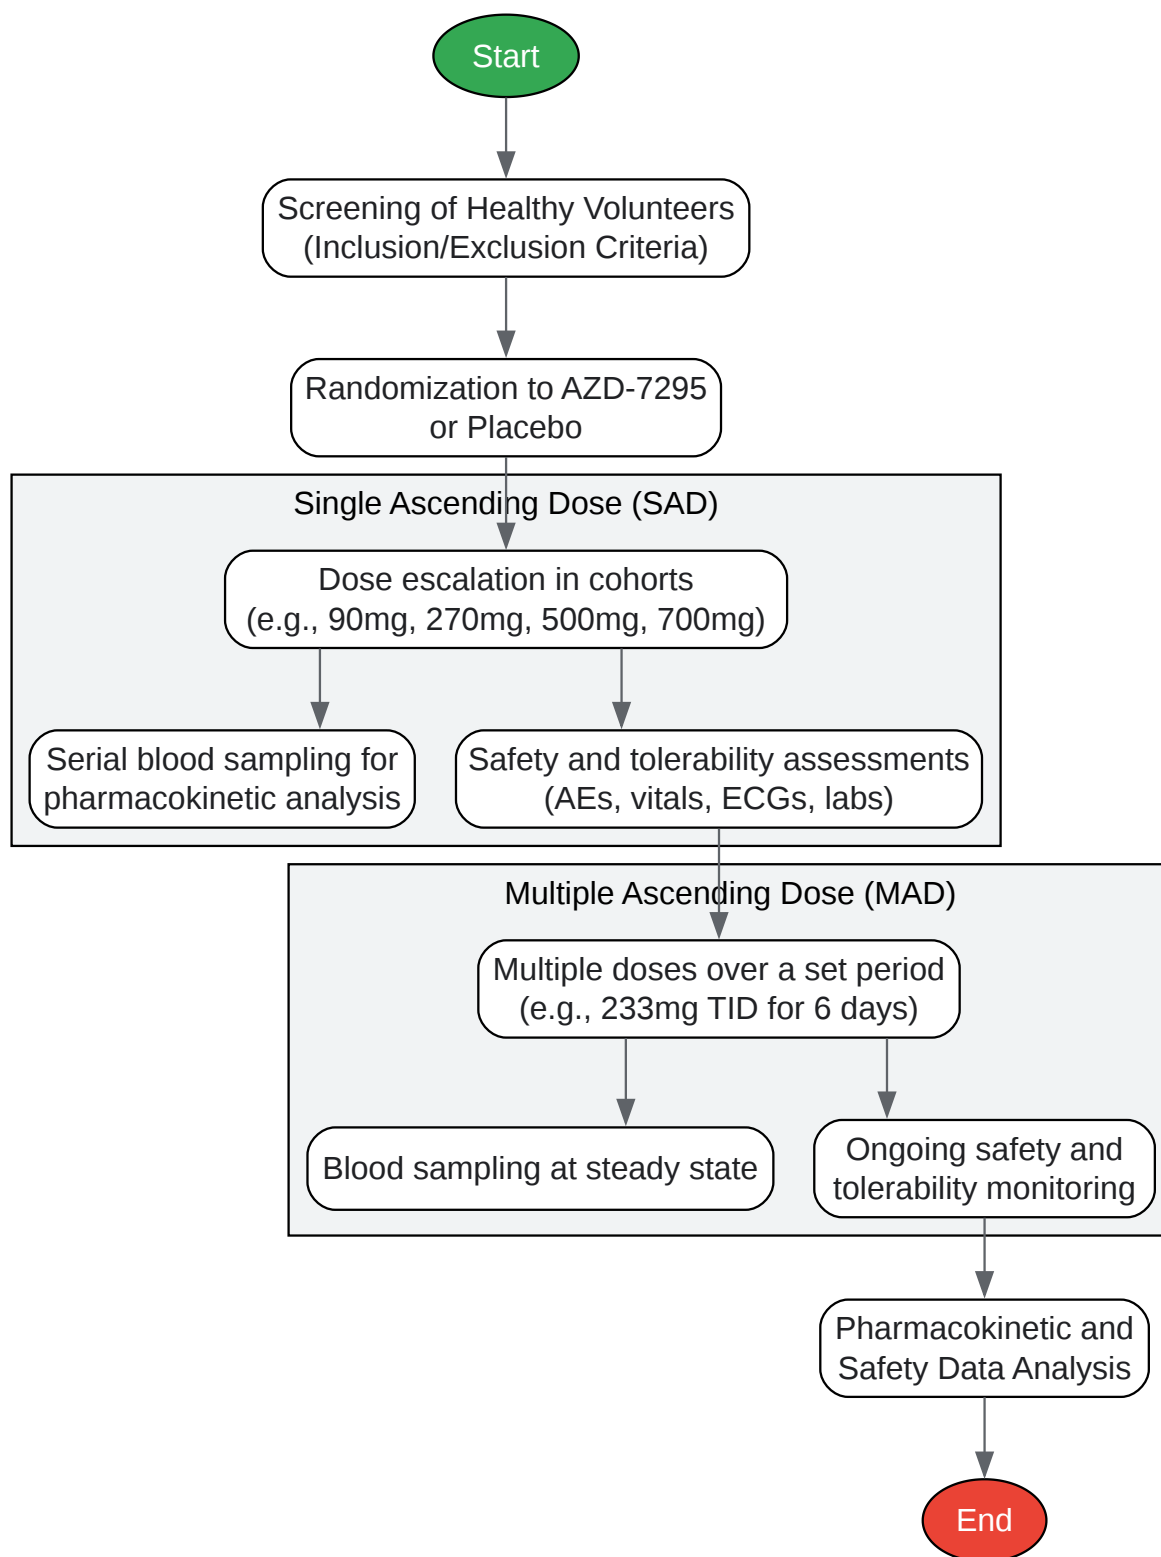 Start
Screening of Healthy Volunteers
(Inclusion/Exclusion Criteria)
Randomization to AZD-7295
or Placebo
Single Ascending Dose (SAD)
Dose escalation in cohorts
(e.g., 90mg, 270mg, 500mg, 700mg)
Serial blood sampling for
pharmacokinetic analysis
Safety and tolerability assessments
(AEs, vitals, ECGs, labs)
Multiple Ascending Dose (MAD)
Multiple doses over a set period
(e.g., 233mg TID for 6 days)
Blood sampling at steady state
Ongoing safety and
tolerability monitoring
Pharmacokinetic and
Safety Data Analysis
End